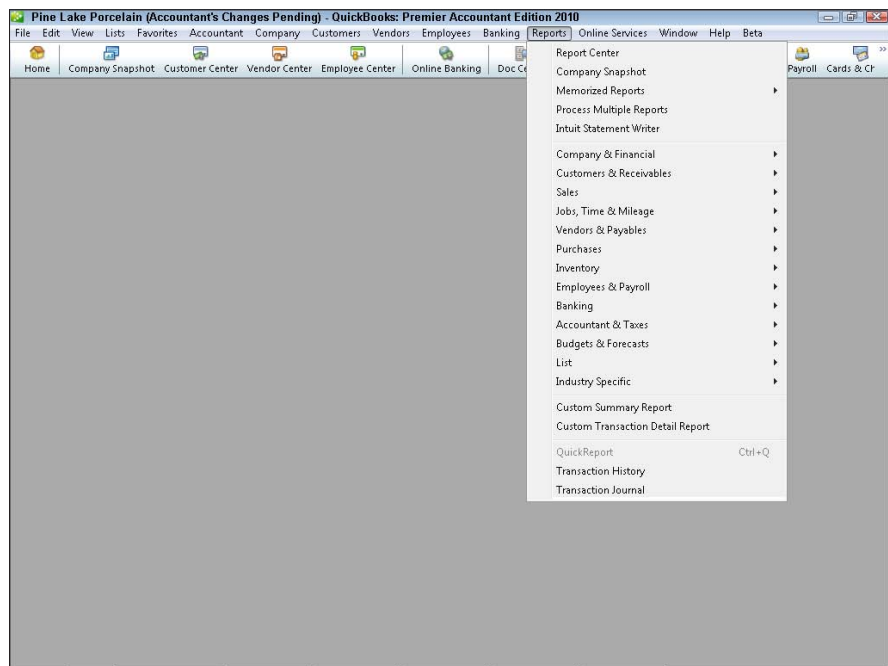 Pine Lake Porcelain (Accountant's Changes Pending) - QuickBooks: Premier Accountant Edition 2010
File Edit View Lists Favorites Accountant Company Customers Vendors Employees Banking Reports Online Services Window Help Beta
Home Company Snapshot Customer Center Vendor Center Employee Center Online Banking Doc Ce Payroll Cards & Ch
Report Center
Company Snapshot
Memorized Reports
Process Multiple Reports
Intuit Statement Writer
Company & Financial
Customers & Receivables
Sales
Jobs, Time & Mileage
Vendors & Payables
Purchases
Inventory
Employees & Payroll
Banking
Accountant & Taxes
Budgets & Forecasts
List
Industry Specific
Custom Summary Report
Custom Transaction Detail Report
QuickReport Ctrl+Q
Transaction History
Transaction Journal